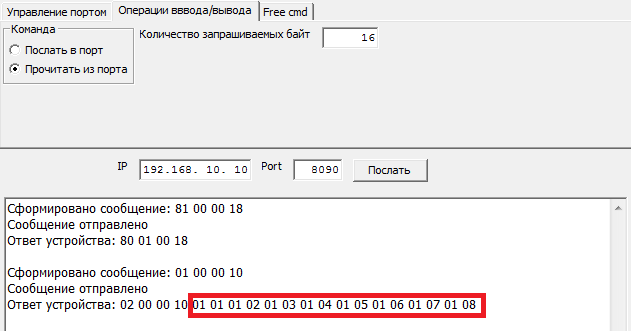 Управление портом Операции вввода/вывода Free cmd
Команда
Послать в порт
Прочитать из порта
Количество запрашиваемых байт 16
IP 192.168. 10. 10 Port 8090 Послать
Сформировано сообщение: 81 00 00 18
Сообщение отправлено
Ответ устройства: 80 01 00 18
Сформировано сообщение: 01 00 00 10
Сообщение отправлено
Ответ устройства: 02 00 00 10 01 01 01 02 01 03 01 04 01 05 01 06 01 07 01 08